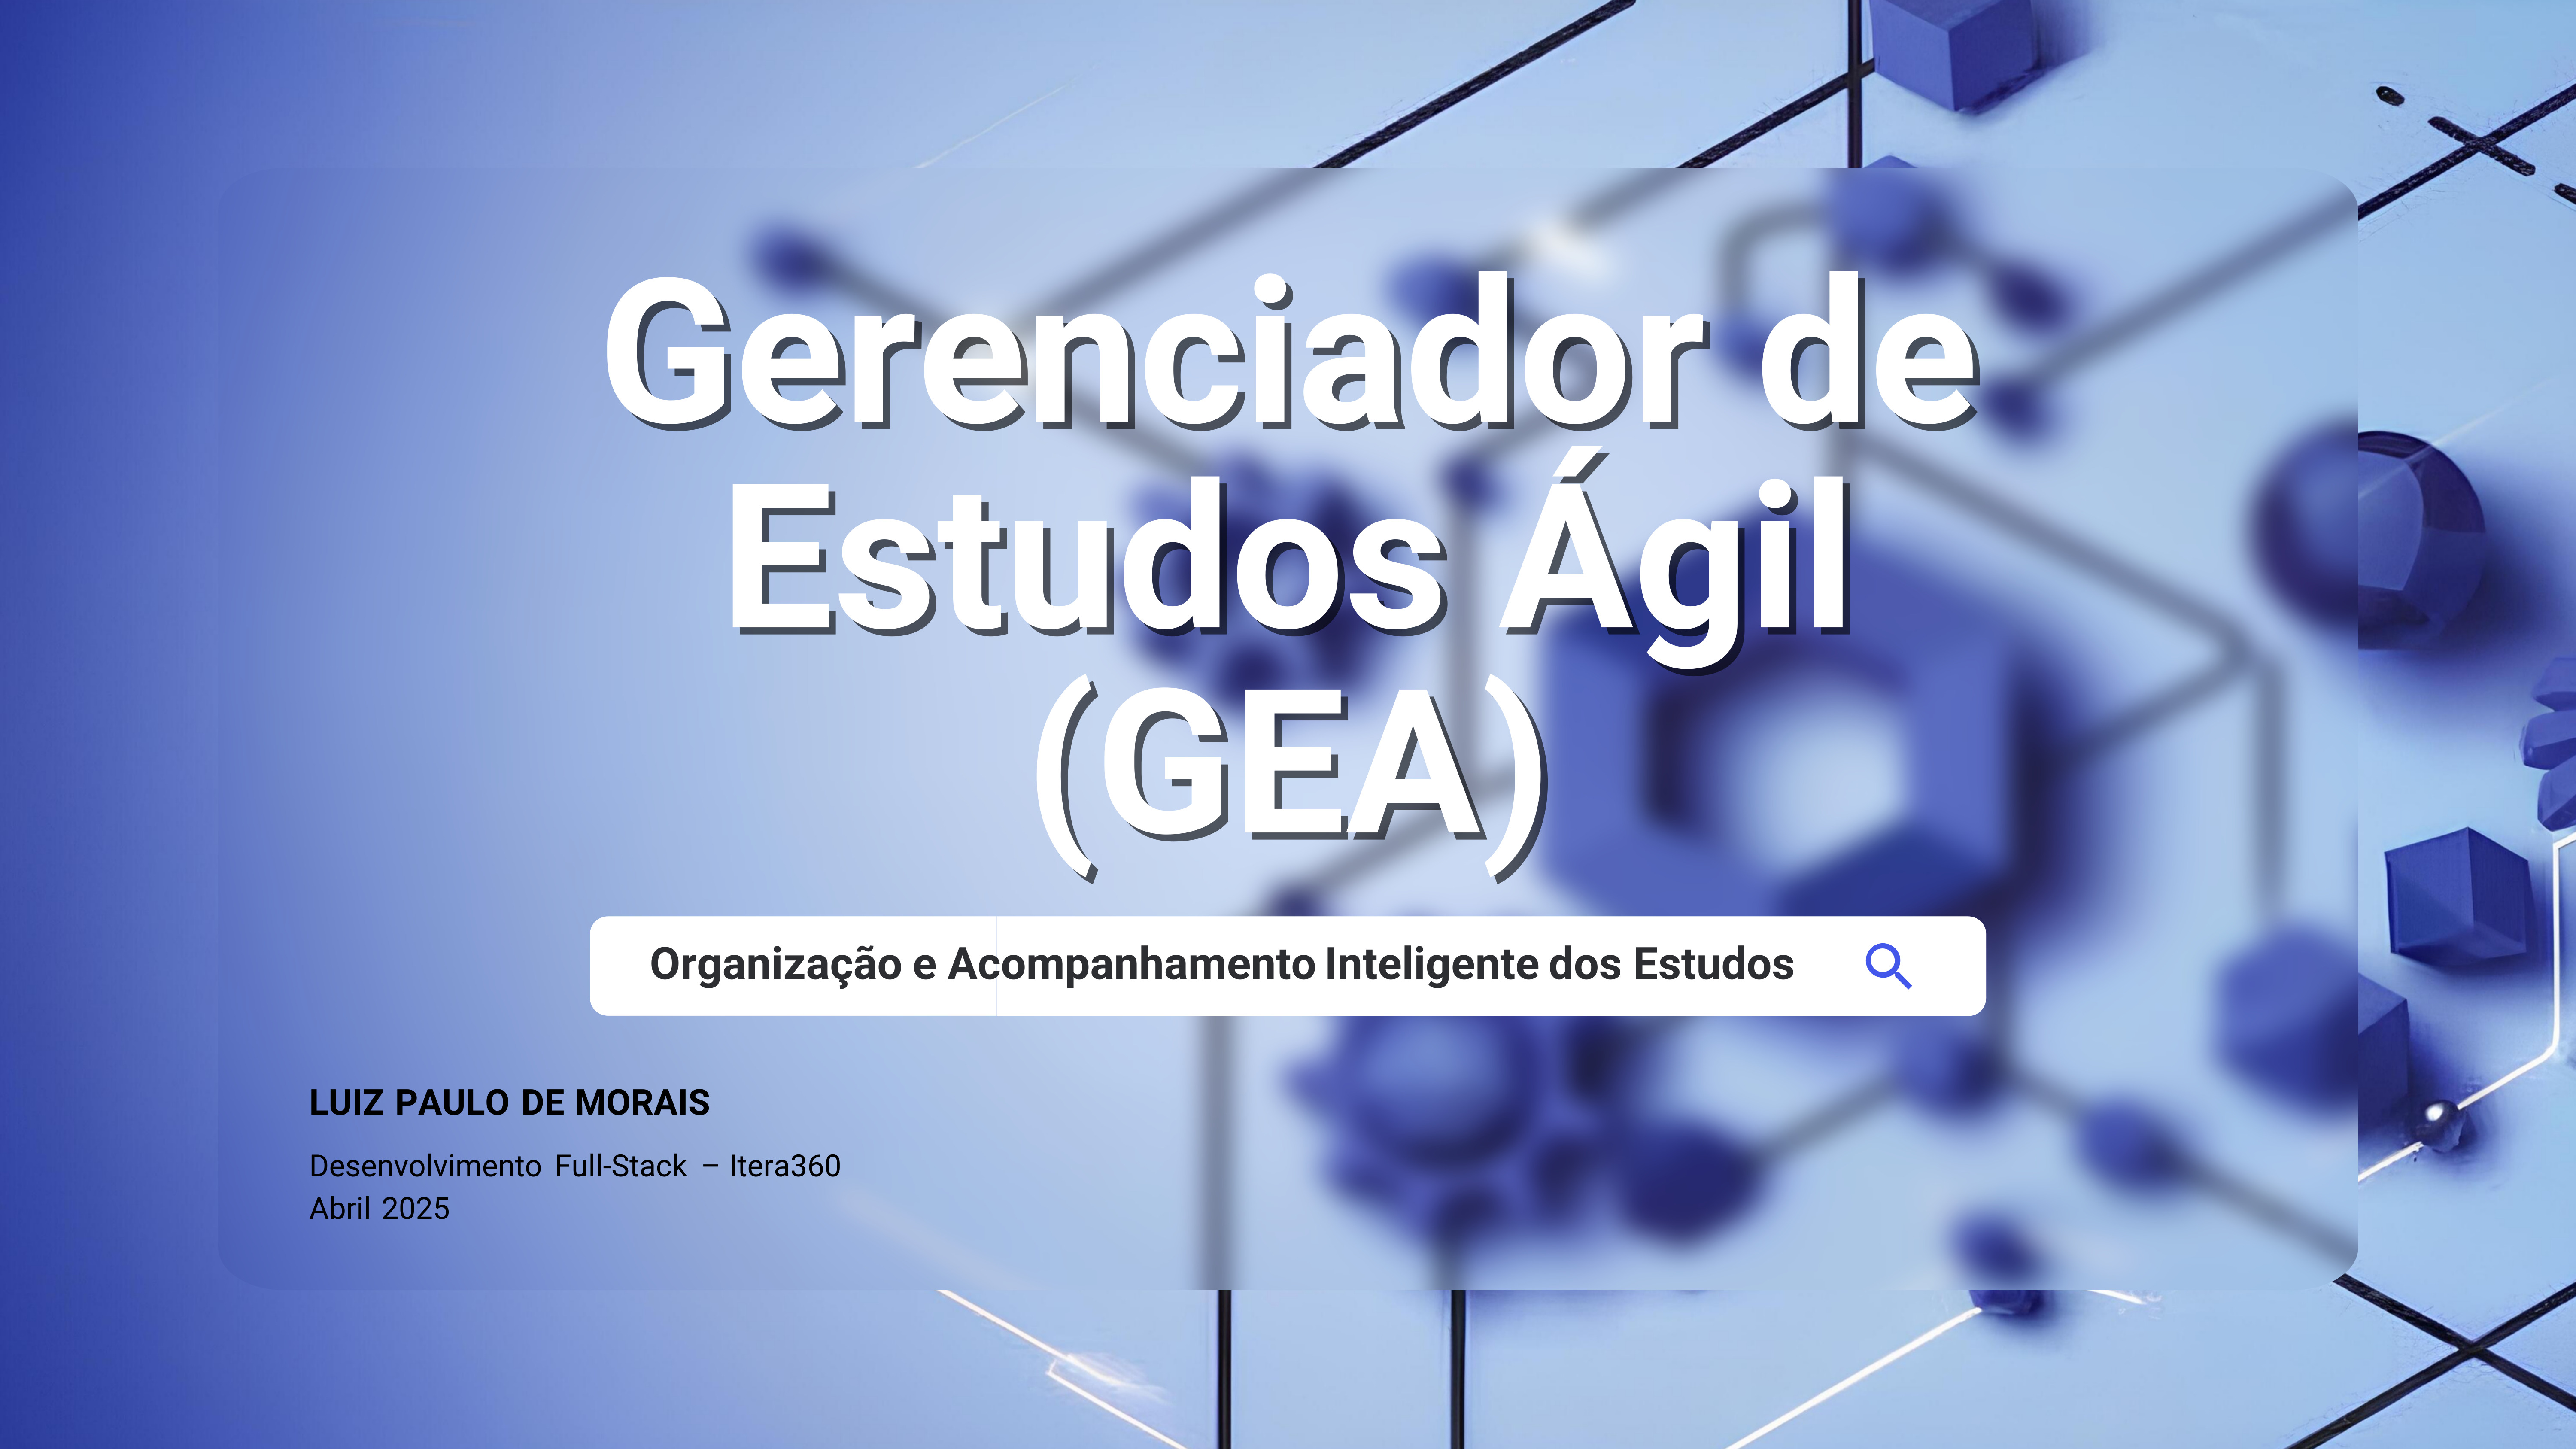 Gerenciador de
Estudos Ágil
(GEA)
Organização e Acompanhamento Inteligente dos Estudos
LUIZ PAULO DE MORAIS
Desenvolvimento Full-Stack – Itera360
Abril 2025